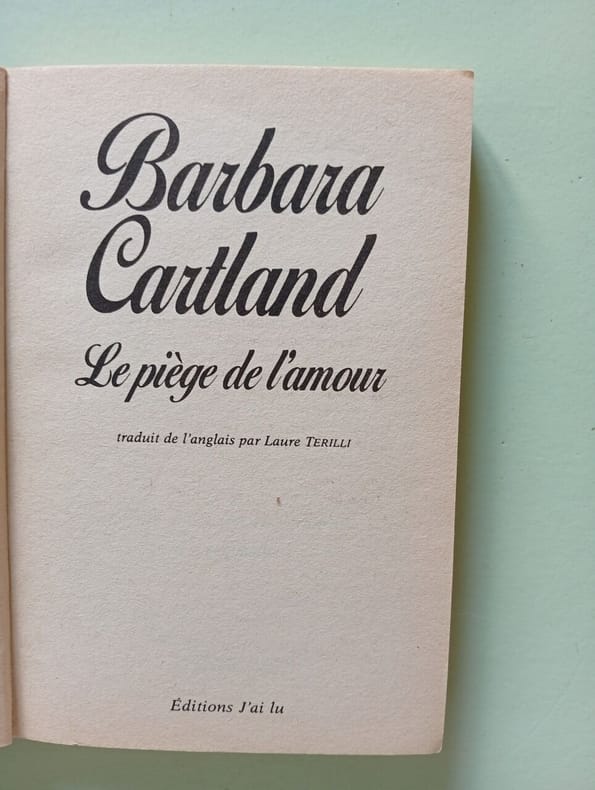 Barbara
Cartland
Le piège de l'amour
traduit de l'anglais par Laure TERILLI
Éditions J'ai lu